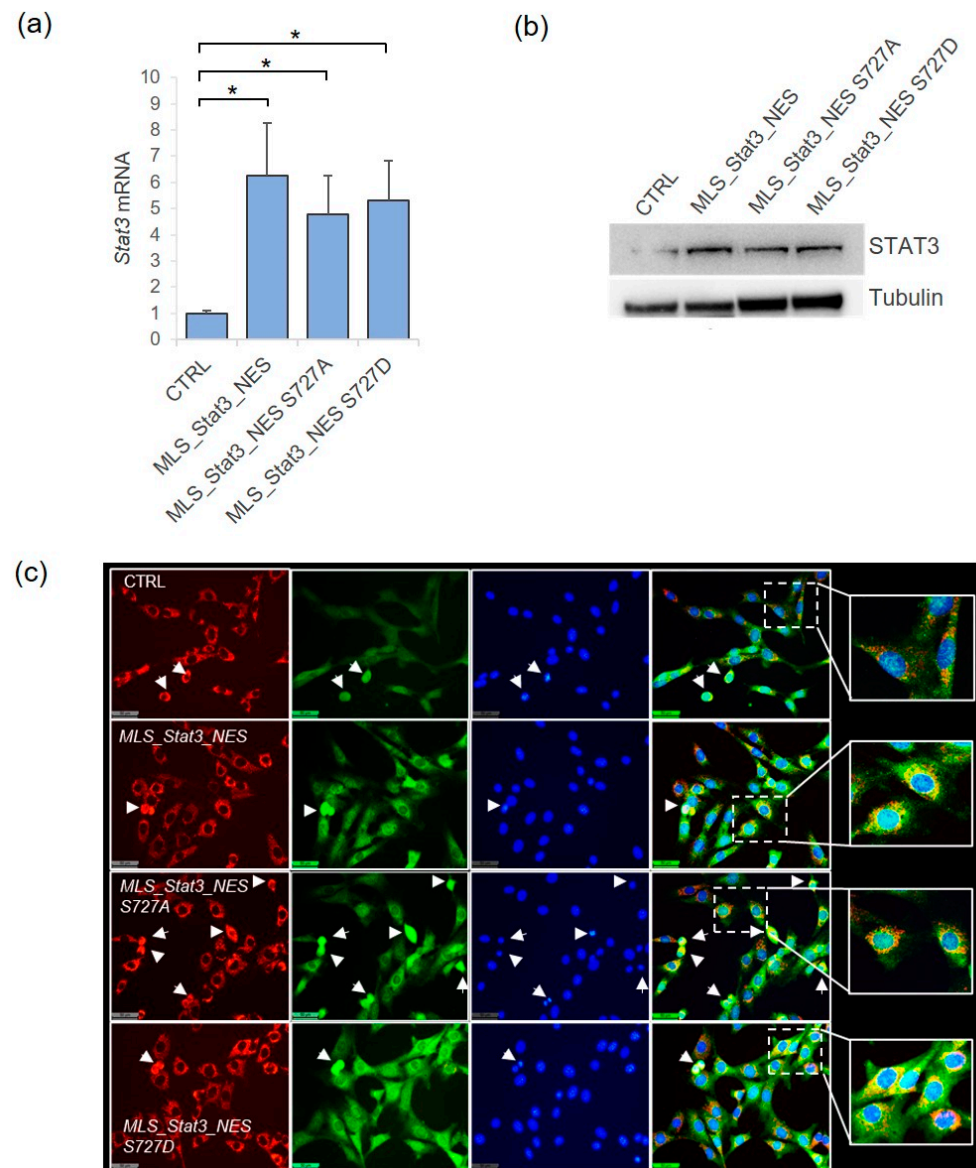 (a)
* 
*
*
10
9
8
7
6
5
4
3
2
1
0
Stat3 mRNA
CTRL
MLS_Stat3_NES
MLS_Stat3_NES S727A
MLS_Stat3_NES S727D
(b)
CTRL
MLS_Stat3_NES
MLS_Stat3_NES S727A
MLS_Stat3_NES S727D
STAT3
Tubulin
(c)
CTRL
MLS_Stat3_NES
MLS_Stat3_NES
S727A
MLS_Stat3_NES
S727D